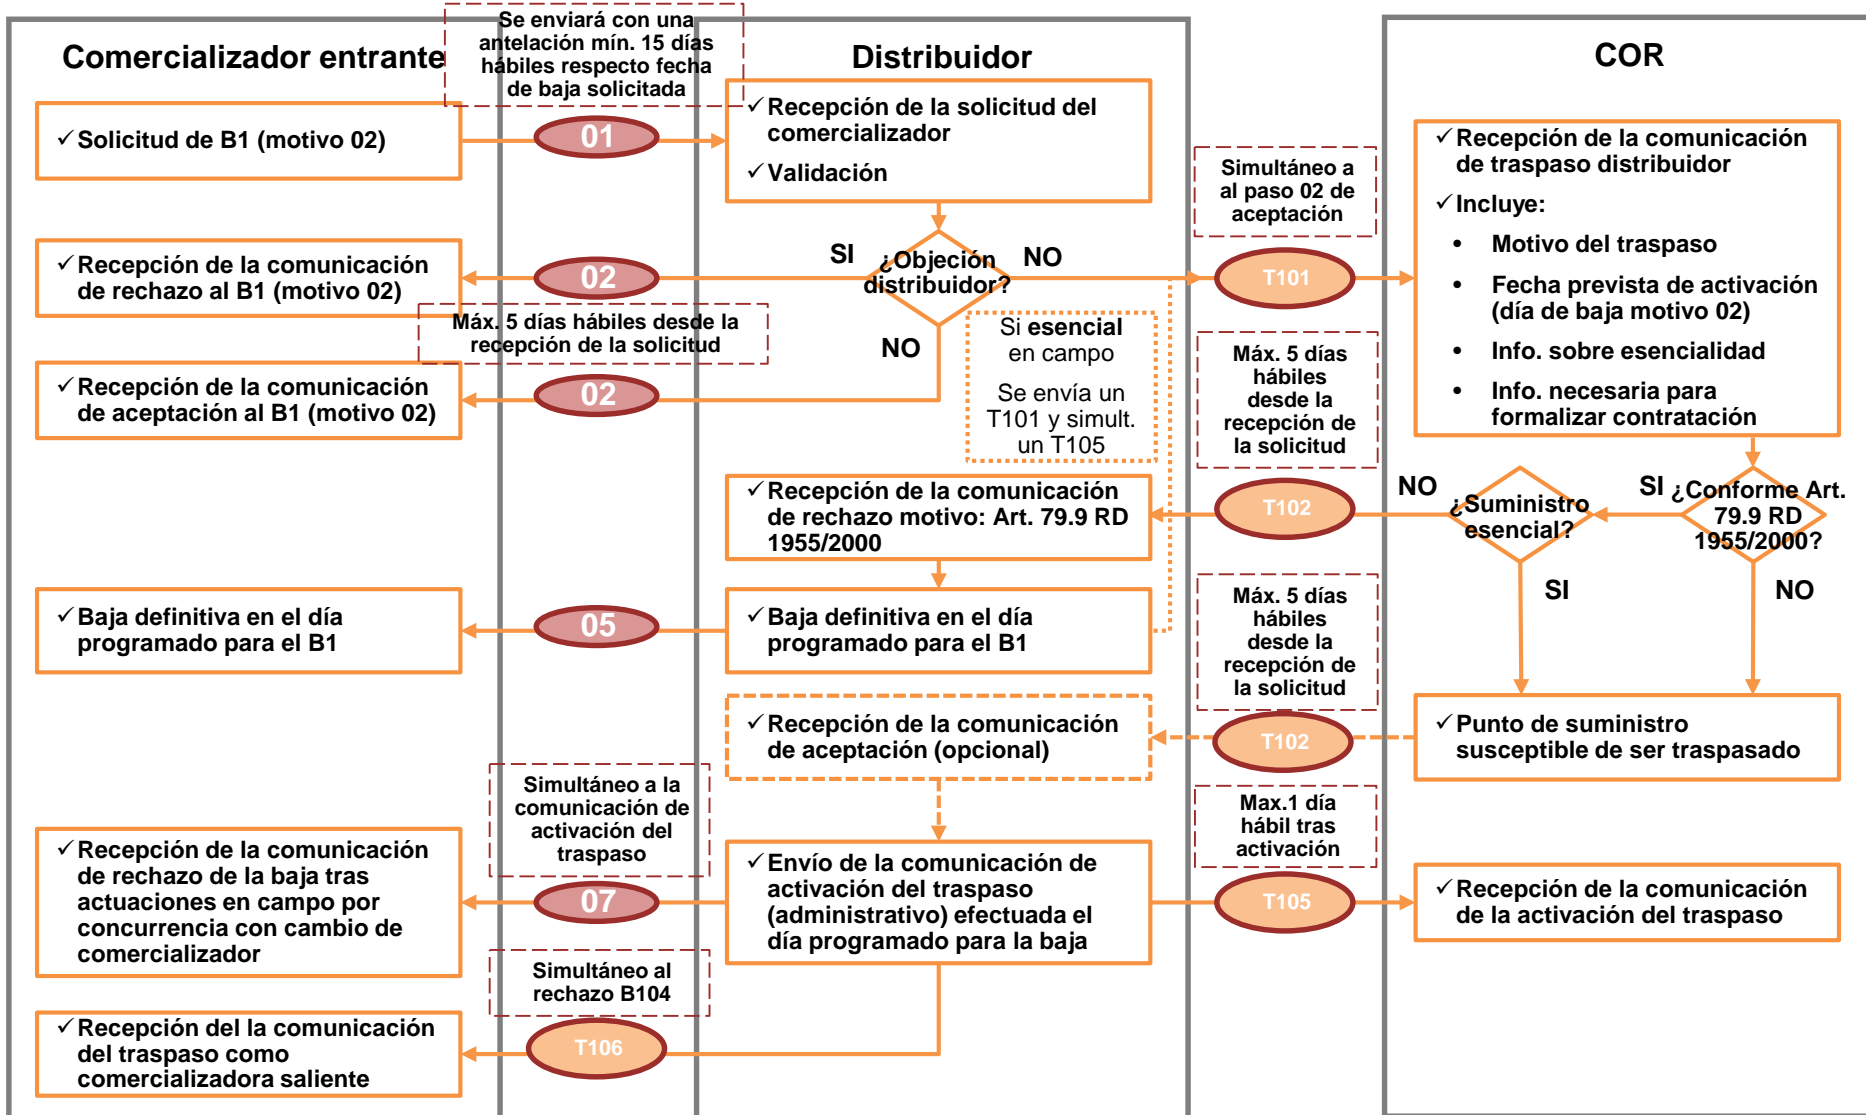 Comercializador entrante
Se enviará con una
antelación mín. 15 días
hábiles respecto fecha
de baja solicitada
Distribuidor
COR
✓ Solicitud de B1 (motivo 02)
01
✓ Recepción de la solicitud del
comercializador
✓ Validación
Simultáneo a
al paso 02 de
aceptación
✓ Recepción de la comunicación
de traspaso distribuidor
✓ Incluye:
• Motivo del traspaso
• Fecha prevista de activación
(día de baja motivo 02)
• Info. sobre esencialidad
• Info. necesaria para
formalizar contratación
✓ Recepción de la comunicación
de rechazo al B1 (motivo 02)
02
SI
¿Objeción
distribuidor?
NO
T101
Máx. 5 días hábiles desde la
recepción de la solicitud
NO
Si esencial
en campo
Se envía un
T101 y simult.
un T105
Máx. 5 días
hábiles
desde la
recepción de
la solicitud
✓ Recepción de la comunicación
de aceptación al B1 (motivo 02)
02
✓ Recepción de la comunicación
de rechazo motivo: Art. 79.9 RD
1955/2000
T102
NO
¿Suministro
esencial?
SI
¿Conforme Art.
79.9 RD
1955/2000?
SI
NO
✓ Baja definitiva en el día
programado para el B1
05
✓ Baja definitiva en el día
programado para el B1
Máx. 5 días
hábiles
desde la
recepción de
la solicitud
✓ Recepción de la comunicación
de aceptación (opcional)
T102
✓ Punto de suministro
susceptible de ser traspasado
Simultáneo a la
comunicación de
activación del
traspaso
Max.1 día
hábil tras
activación
✓ Recepción de la comunicación
de rechazo de la baja tras
actuaciones en campo por
concurrencia con cambio de
comercializador
07
✓ Envío de la comunicación de
activación del traspaso
(administrativo) efectuada el
día programado para la baja
T105
✓ Recepción de la comunicación
de la activación del traspaso
Simultáneo al
rechazo B104
✓ Recepción del la comunicación
del traspaso como
comercializadora saliente
T106